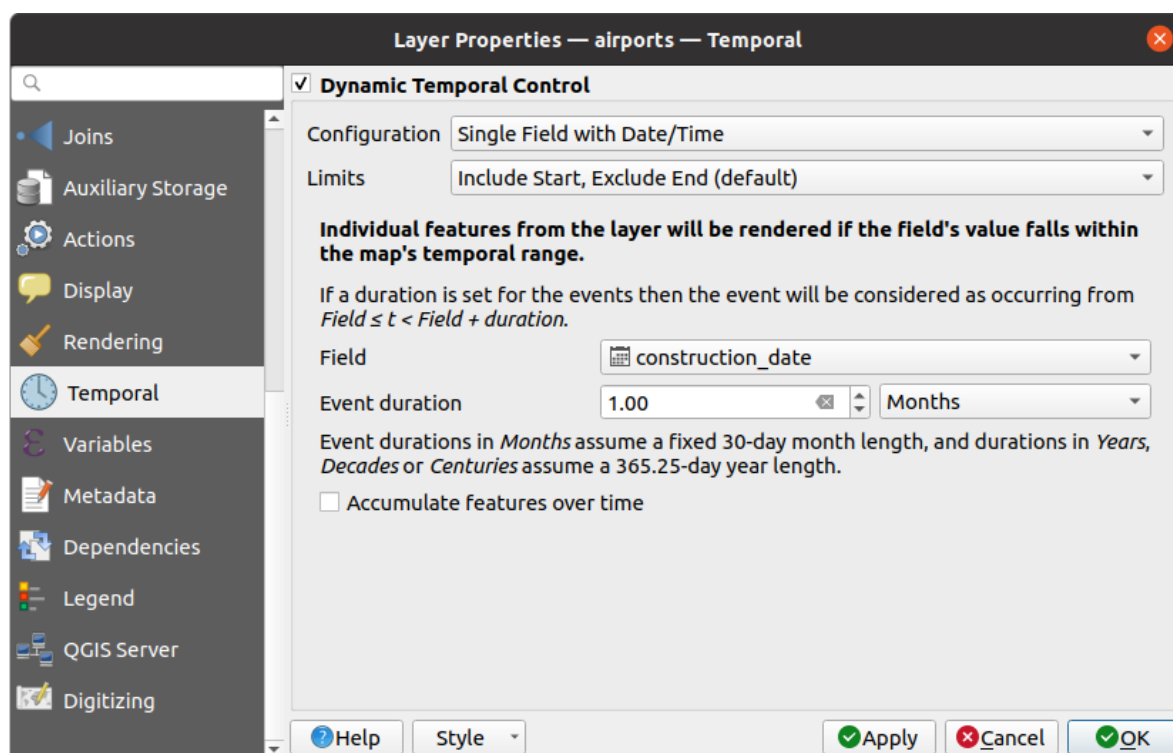 Layer Properties — airports — Temporal
Joins
Auxiliary Storage
Actions
Display
Rendering
Temporal
Variables
Metadata
Dependencies
Legend
QGIS Server
Digitizing
Dynamic Temporal Control
Configuration Single Field with Date/Time
Limits Include Start, Exclude End (default)
Individual features from the layer will be rendered if the field's value falls within
the map's temporal range.
If a duration is set for the events then the event will be considered as occurring from
Field ≤ t < Field + duration.
Field construction_date
Event duration 1.00 Months
Event durations in Months assume a fixed 30-day month length, and durations in Years,
Decades or Centuries assume a 365.25-day year length.
Accumulate features over time
Help Style Apply Cancel OK